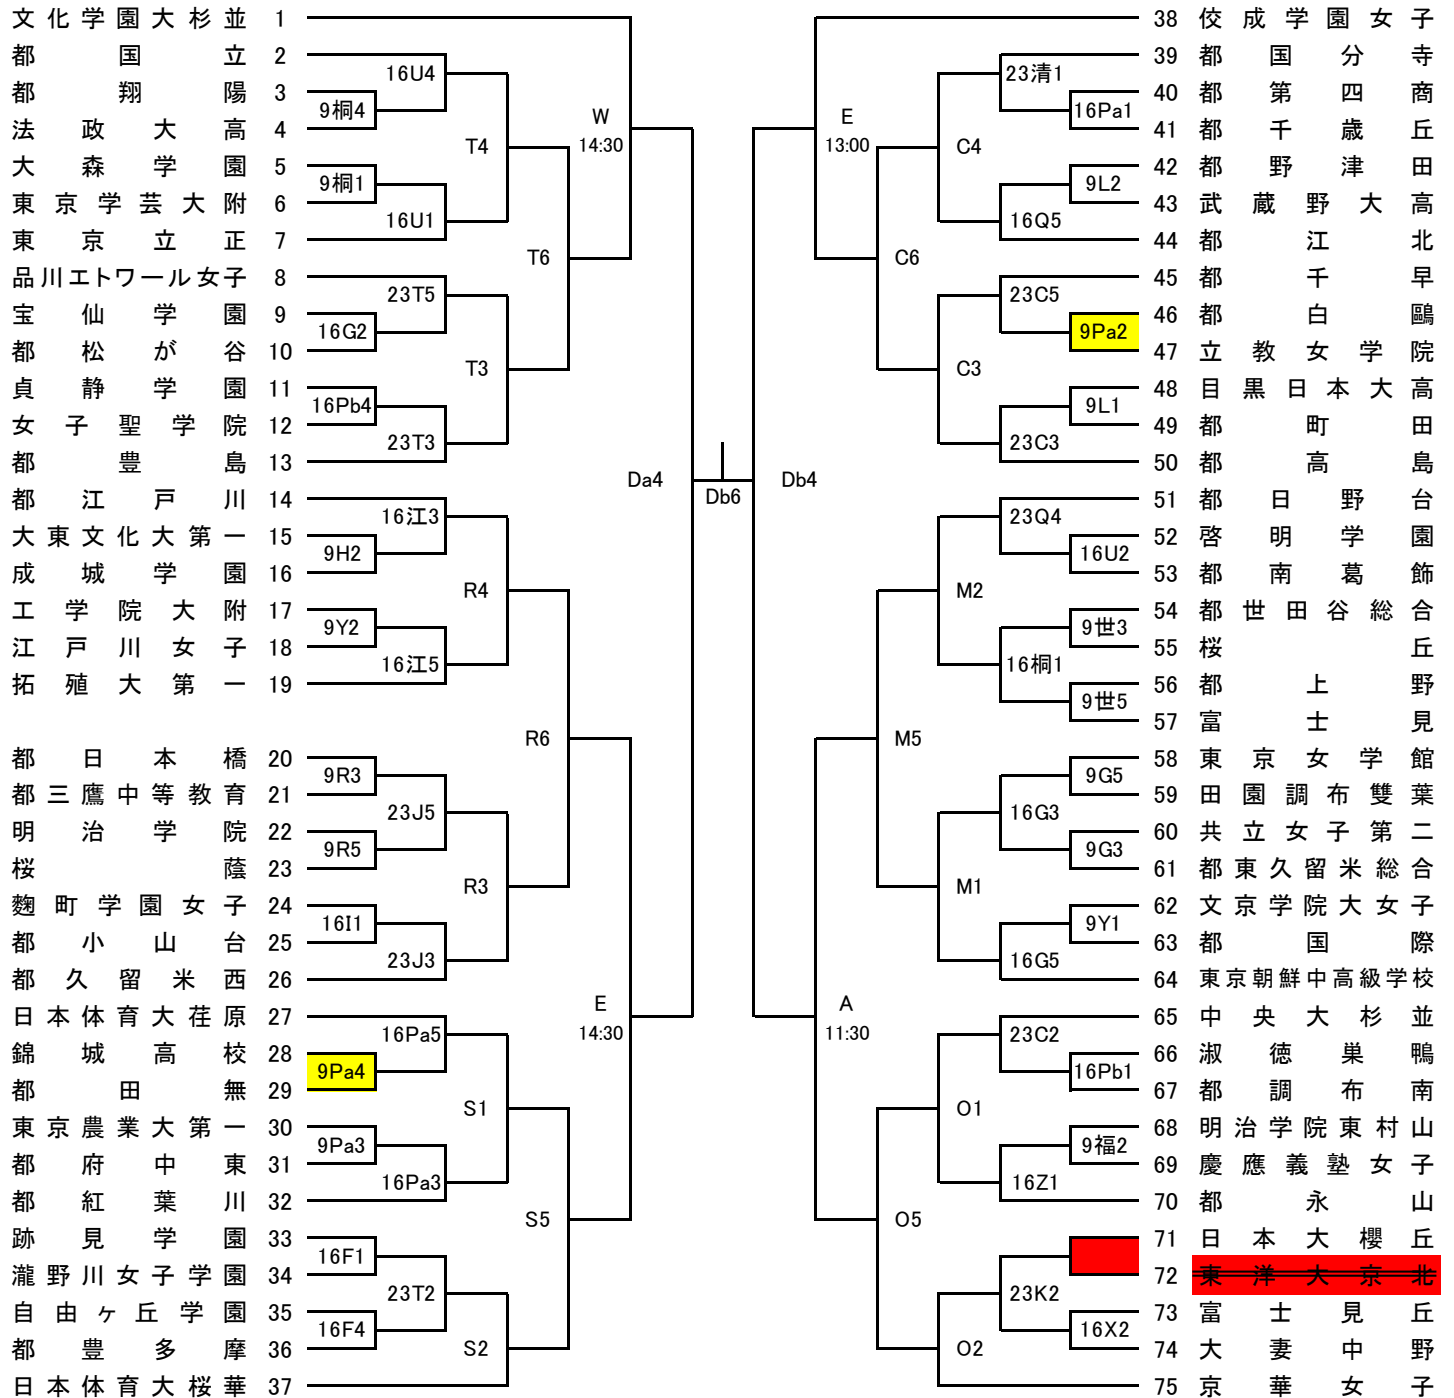 文化学園大杉並 1
都国立 2
都翔陽 3
法政大高 4
大森学園 5
東京学芸大附 6
東京立正 7
品川エトワール女子 8
宝仙学園 9
都松が谷 10
貞静学園 11
女子聖学院 12
都豊島 13
都江戸川 14
大東文化大第一 15
成城学園 16
工学院大附 17
江戸川女子 18
拓殖大第一 19
都日本橋 20
都三鷹中等教育 21
明治学院 22
桜蔭 23
麴町学園女子 24
都小山台 25
都久留米西 26
日本体育大荏原 27
錦城高校 28
都田無 29
東京農業大第一 30
都府中東 31
都紅葉川 32
跡見学園 33
瀧野川女子学園 34
自由ヶ丘学園 35
都豊多摩 36
日本体育大桜華 37
16U4
9桐4
9桐1
16U1
23T5
16G2
16Pb4
23T3
16江3
9H2
9Y2
16江5
9R3
23J5
9R5
16I1
23J3
16Pa5
9Pa4
9Pa3
16Pa3
16F1
23T2
16F4
T4
T3
R4
R3
S1
S2
T6
R6
S5
W
14:30
E
14:30
Da4
Db6
Db4
E
13:00
A
11:30
C6
M5
O5
C4
C3
M2
M1
O1
O2
23清1
16Pa1
9L2
16Q5
23C5
9Pa2
9L1
23C3
23Q4
16U2
9世3
16桐1
9世5
9G5
16G3
9G3
9Y1
16G5
23C2
16Pb1
9福2
16Z1
23K2
16X2
38 佼成学園女子
39 都国分寺
40 都第四商
41 都千歳丘
42 都野津田
43 武蔵野大高
44 都江北
45 都千早
46 都白鷗
47 立教女学院
48 目黒日本大高
49 都町田
50 都高島
51 都日野台
52 啓明学園
53 都南葛飾
54 都世田谷総合
55 桜丘
56 都上野
57 富士見
58 東京女学館
59 田園調布雙葉
60 共立女子第二
61 都東久留米総合
62 文京学院大女子
63 都国際
64 東京朝鮮中高級学校
65 中央大杉並
66 淑徳巣鴨
67 都調布南
68 明治学院東村山
69 慶應義塾女子
70 都永山
71 日本大櫻丘
72 東洋大京北
73 富士見丘
74 大妻中野
75 京華女子